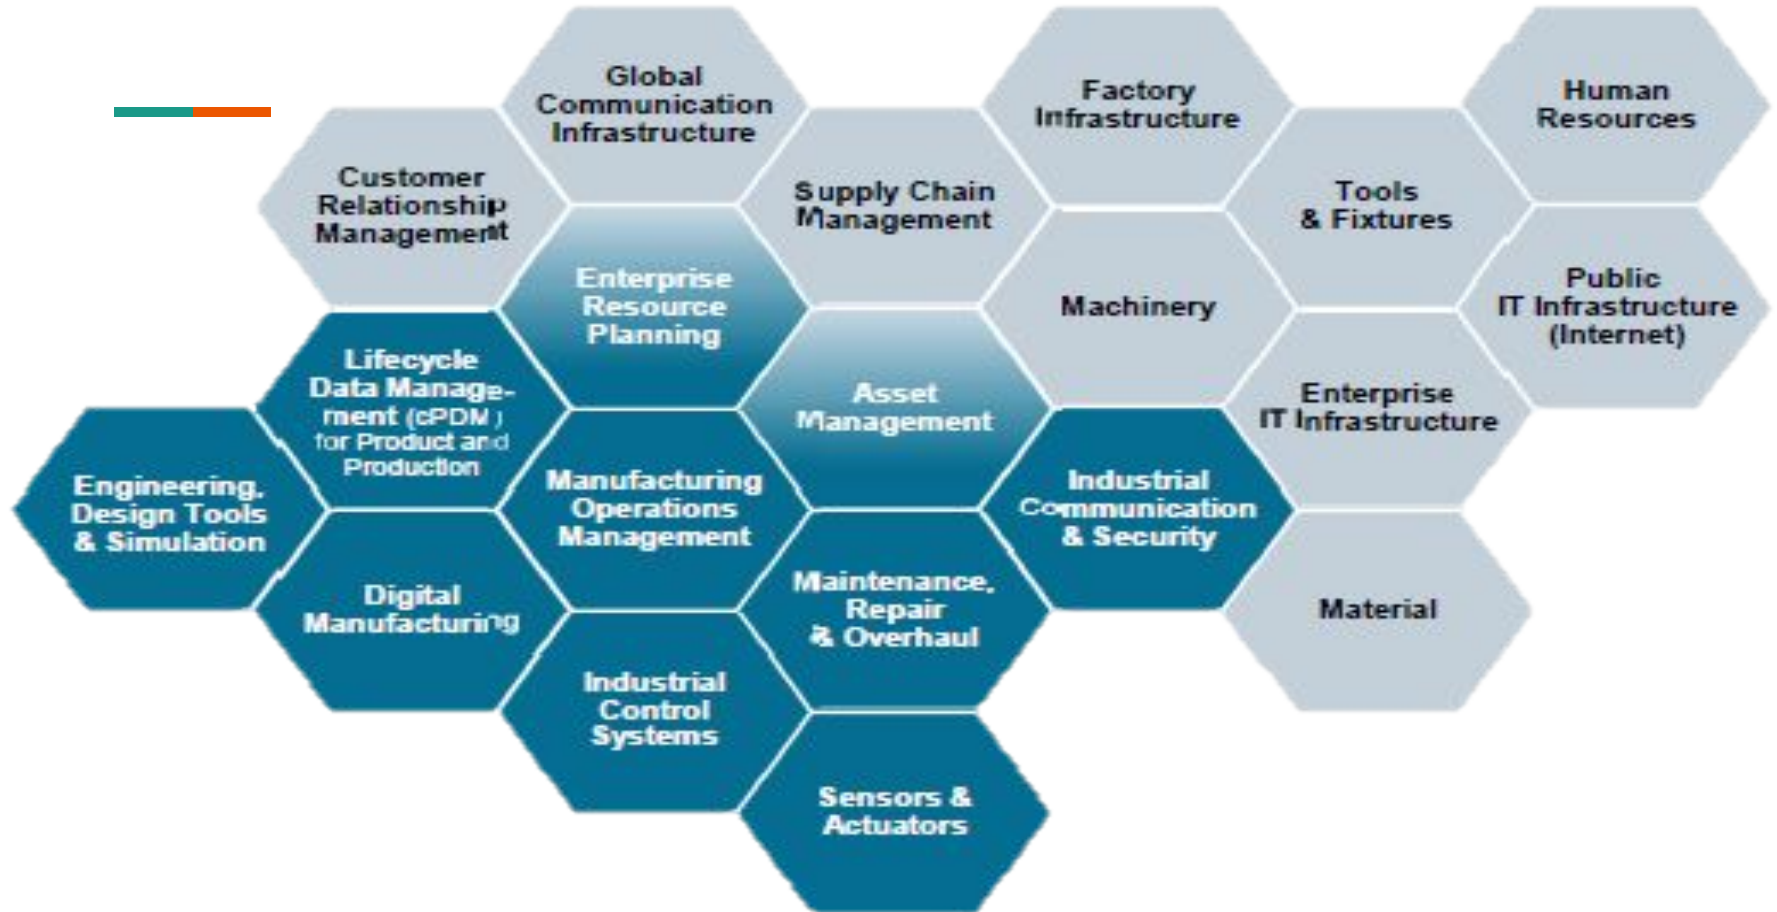 Global
Communication
Infrastructure
Factory
Infrastructure
Human
Resources
Customer
Relationship
Management
Supply Chain
Management
Tools
& Fixtures
Enterprise
Resource
Planning
Machinery
Public
IT Infrastructure
(Internet)
Lifecycle
Data Manage-
ment (cPDM)
for Product and
Production
Asset
Management
Enterprise
IT Infrastructure
Engineering,
Design Tools
& Simulation
Manufacturing
Operations
Management
Industrial
Communication
& Security
Digital
Manufacturing
Maintenance,
Repair
& Overhaul
Material
Industrial
Control
Systems
Sensors &
Actuators